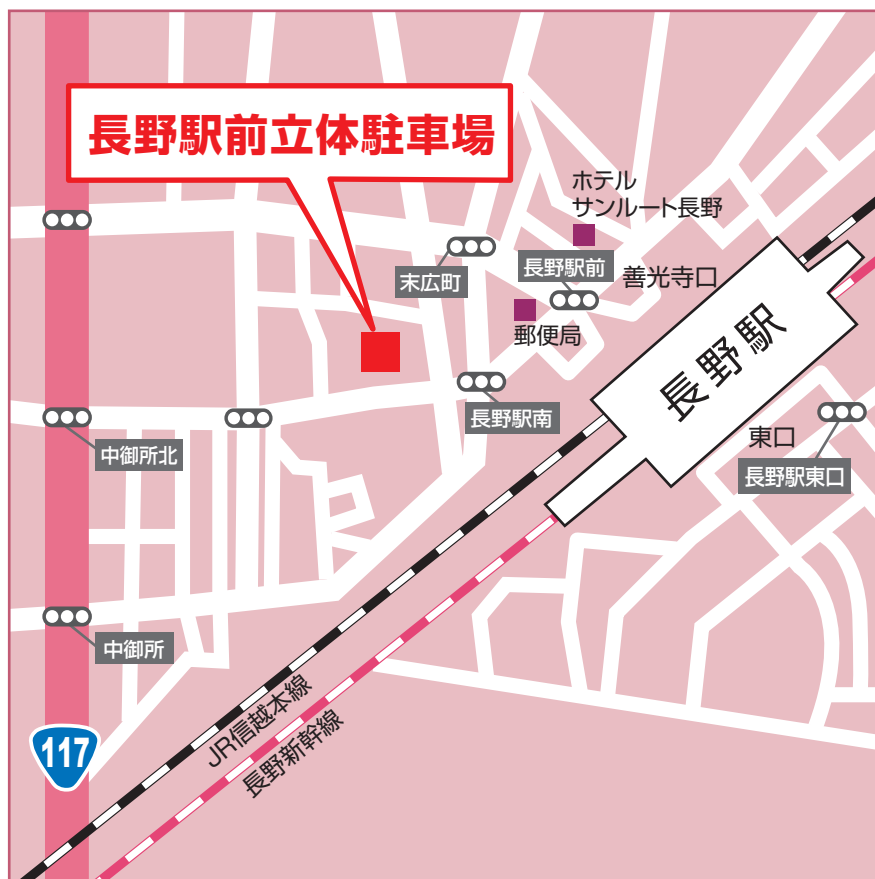 長野駅前立体駐車場
ホテル
サンルート長野
末広町
長野駅前
善光寺口
郵便局
長野駅
長野駅南
東口
長野駅東口
中御所北
中御所
JR信越本線
長野新幹線
117